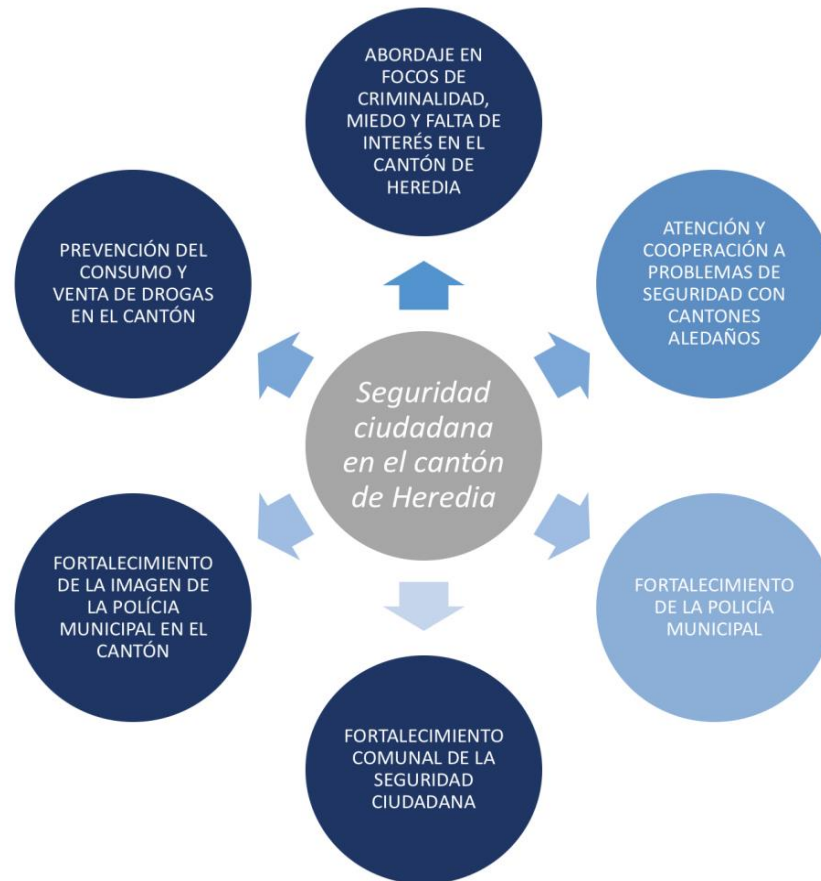 ABORDAJE EN
FOCOS DE
CRIMINALIDAD,
MIEDO Y FALTA DE
INTERÉS EN EL
CANTÓN DE
HEREDIA
ATENCIÓN Y
COOPERACIÓN A
PROBLEMAS DE
SEGURIDAD CON
CANTONES
ALEDAÑOS
FORTALECIMIENTO
DE LA POLICÍA
MUNICIPAL
FORTALECIMIENTO
COMUNAL DE LA
SEGURIDAD
CIUDADANA
FORTALECIMIENTO
DE LA IMAGEN DE
LA POLÍCIA
MUNICIPAL EN EL
CANTÓN
PREVENCIÓN DEL
CONSUMO Y
VENTA DE DROGAS
EN EL CANTÓN
Seguridad
ciudadana
en el cantón
de Heredia